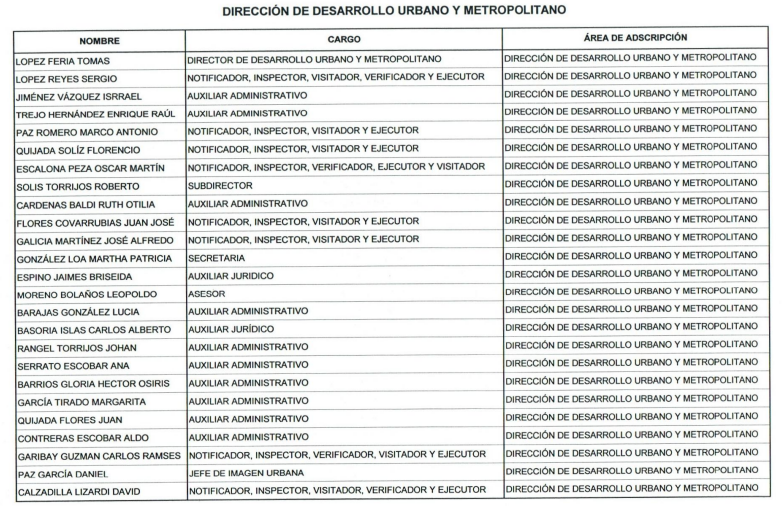 DIRECCIÓN DE DESARROLLO URBANO Y METROPOLITANO
NOMBRE CARGO ÁREA DE ADSCRIPCIÓN
LOPEZ FERIA TOMAS DIRECTOR DE DESARROLLO URBANO Y METROPOLITANO DIRECCIÓN DE DESARROLLO URBANO Y METROPOLITANO
LOPEZ REYES SERGIO NOTIFICADOR, INSPECTOR, VISITADOR, VERIFICADOR Y EJECUTOR DIRECCIÓN DE DESARROLLO URBANO Y METROPOLITANO
JIMÉNEZ VÁZQUEZ ISRRAEL AUXILIAR ADMINISTRATIVO DIRECCIÓN DE DESARROLLO URBANO Y METROPOLITANO
TREJO HERNÁNDEZ ENRIQUE RAÚL AUXILIAR ADMINISTRATIVO DIRECCIÓN DE DESARROLLO URBANO Y METROPOLITANO
PAZ ROMERO MARCO ANTONIO NOTIFICADOR, INSPECTOR, VISITADOR Y EJECUTOR DIRECCIÓN DE DESARROLLO URBANO Y METROPOLITANO
QUIJADA SOLÍZ FLORENCIO NOTIFICADOR, INSPECTOR, VISITADOR Y EJECUTOR DIRECCIÓN DE DESARROLLO URBANO Y METROPOLITANO
ESCALONA PEZA OSCAR MARTÍN NOTIFICADOR, INSPECTOR, VERIFICADOR, EJECUTOR Y VISITADOR DIRECCIÓN DE DESARROLLO URBANO Y METROPOLITANO
SOLIS TORRIJOS ROBERTO SUBDIRECTOR DIRECCIÓN DE DESARROLLO URBANO Y METROPOLITANO
CARDENAS BALDI RUTH OTILIA AUXILIAR ADMINISTRATIVO DIRECCIÓN DE DESARROLLO URBANO Y METROPOLITANO
FLORES COVARRUBIAS JUAN JOSÉ NOTIFICADOR, INSPECTOR, VISITADOR Y EJECUTOR DIRECCIÓN DE DESARROLLO URBANO Y METROPOLITANO
GALICIA MARTÍNEZ JOSÉ ALFREDO NOTIFICADOR, INSPECTOR, VISITADOR Y EJECUTOR DIRECCIÓN DE DESARROLLO URBANO Y METROPOLITANO
GONZÁLEZ LOA MARTHA PATRICIA SECRETARIA DIRECCIÓN DE DESARROLLO URBANO Y METROPOLITANO
ESPINO JAIMES BRISEIDA AUXILIAR JURIDICO DIRECCIÓN DE DESARROLLO URBANO Y METROPOLITANO
MORENO BOLAÑOS LEOPOLDO ASESOR DIRECCIÓN DE DESARROLLO URBANO Y METROPOLITANO
BARAJAS GONZÁLEZ LUCIA AUXILIAR ADMINISTRATIVO DIRECCIÓN DE DESARROLLO URBANO Y METROPOLITANO
BASORIA ISLAS CARLOS ALBERTO AUXILIAR JURÍDICO DIRECCIÓN DE DESARROLLO URBANO Y METROPOLITANO
RANGEL TORRIJOS JOHAN AUXILIAR ADMINISTRATIVO DIRECCIÓN DE DESARROLLO URBANO Y METROPOLITANO
SERRATO ESCOBAR ANA AUXILIAR ADMINISTRATIVO DIRECCIÓN DE DESARROLLO URBANO Y METROPOLITANO
BARRIOS GLORIA HECTOR OSIRIS AUXILIAR ADMINISTRATIVO DIRECCIÓN DE DESARROLLO URBANO Y METROPOLITANO
GARCÍA TIRADO MARGARITA AUXILIAR ADMINISTRATIVO DIRECCIÓN DE DESARROLLO URBANO Y METROPOLITANO
QUIJADA FLORES JUAN AUXILIAR ADMINISTRATIVO DIRECCIÓN DE DESARROLLO URBANO Y METROPOLITANO
CONTRERAS ESCOBAR ALDO AUXILIAR ADMINISTRATIVO DIRECCIÓN DE DESARROLLO URBANO Y METROPOLITANO
GARIBAY GUZMAN CARLOS RAMSES NOTIFICADOR, INSPECTOR, VERIFICADOR, VISITADOR Y EJECUTOR DIRECCIÓN DE DESARROLLO URBANO Y METROPOLITANO
PAZ GARCÍA DANIEL JEFE DE IMAGEN URBANA DIRECCIÓN DE DESARROLLO URBANO Y METROPOLITANO
CALZADILLA LIZARDI DAVID NOTIFICADOR, INSPECTOR, VISITADOR, VERIFICADOR Y EJECUTOR DIRECCIÓN DE DESARROLLO URBANO Y METROPOLITANO